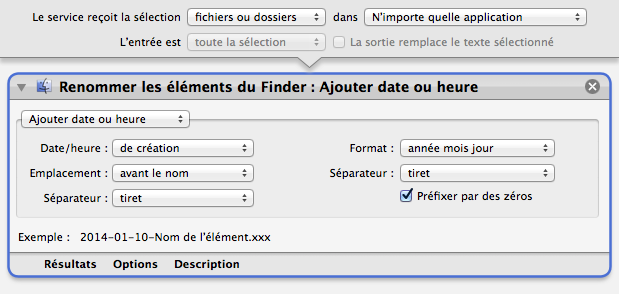 Le service reçoit la sélection fichiers ou dossiers dans N'importe quelle application
L'entrée est toute la sélection La sortie remplace le texte sélectionné
Renommer les éléments du Finder : Ajouter date ou heure
Ajouter date ou heure
Date/heure : de création Format : année mois jour
Emplacement : avant le nom Séparateur : tiret
Séparateur : tiret Préfixer par des zéros
Exemple : 2014-01-10-Nom de l'élément.xxx
Résultats Options Description